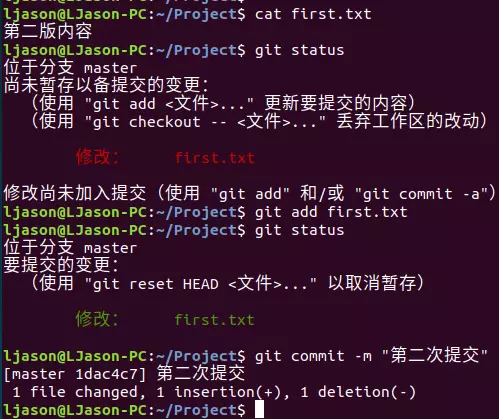 ljason@LJason-PC:~/Project$ cat first.txt
第二版内容
ljason@LJason-PC:~/Project$ git status
位于分支 master
尚未暂存以备提交的变更：
（使用 "git add <文件>..." 更新要提交的内容）
（使用 "git checkout -- <文件>..." 丢弃工作区的改动）
修改： first.txt
修改尚未加入提交（使用 "git add" 和/或 "git commit -a"）
ljason@LJason-PC:~/Project$ git add first.txt
ljason@LJason-PC:~/Project$ git status
位于分支 master
要提交的变更：
（使用 "git reset HEAD <文件>..." 以取消暂存）
修改： first.txt
ljason@LJason-PC:~/Project$ git commit -m "第二次提交"
[master 1dac4c7] 第二次提交
1 file changed, 1 insertion(+), 1 deletion(-)
ljason@LJason-PC:~/Project$